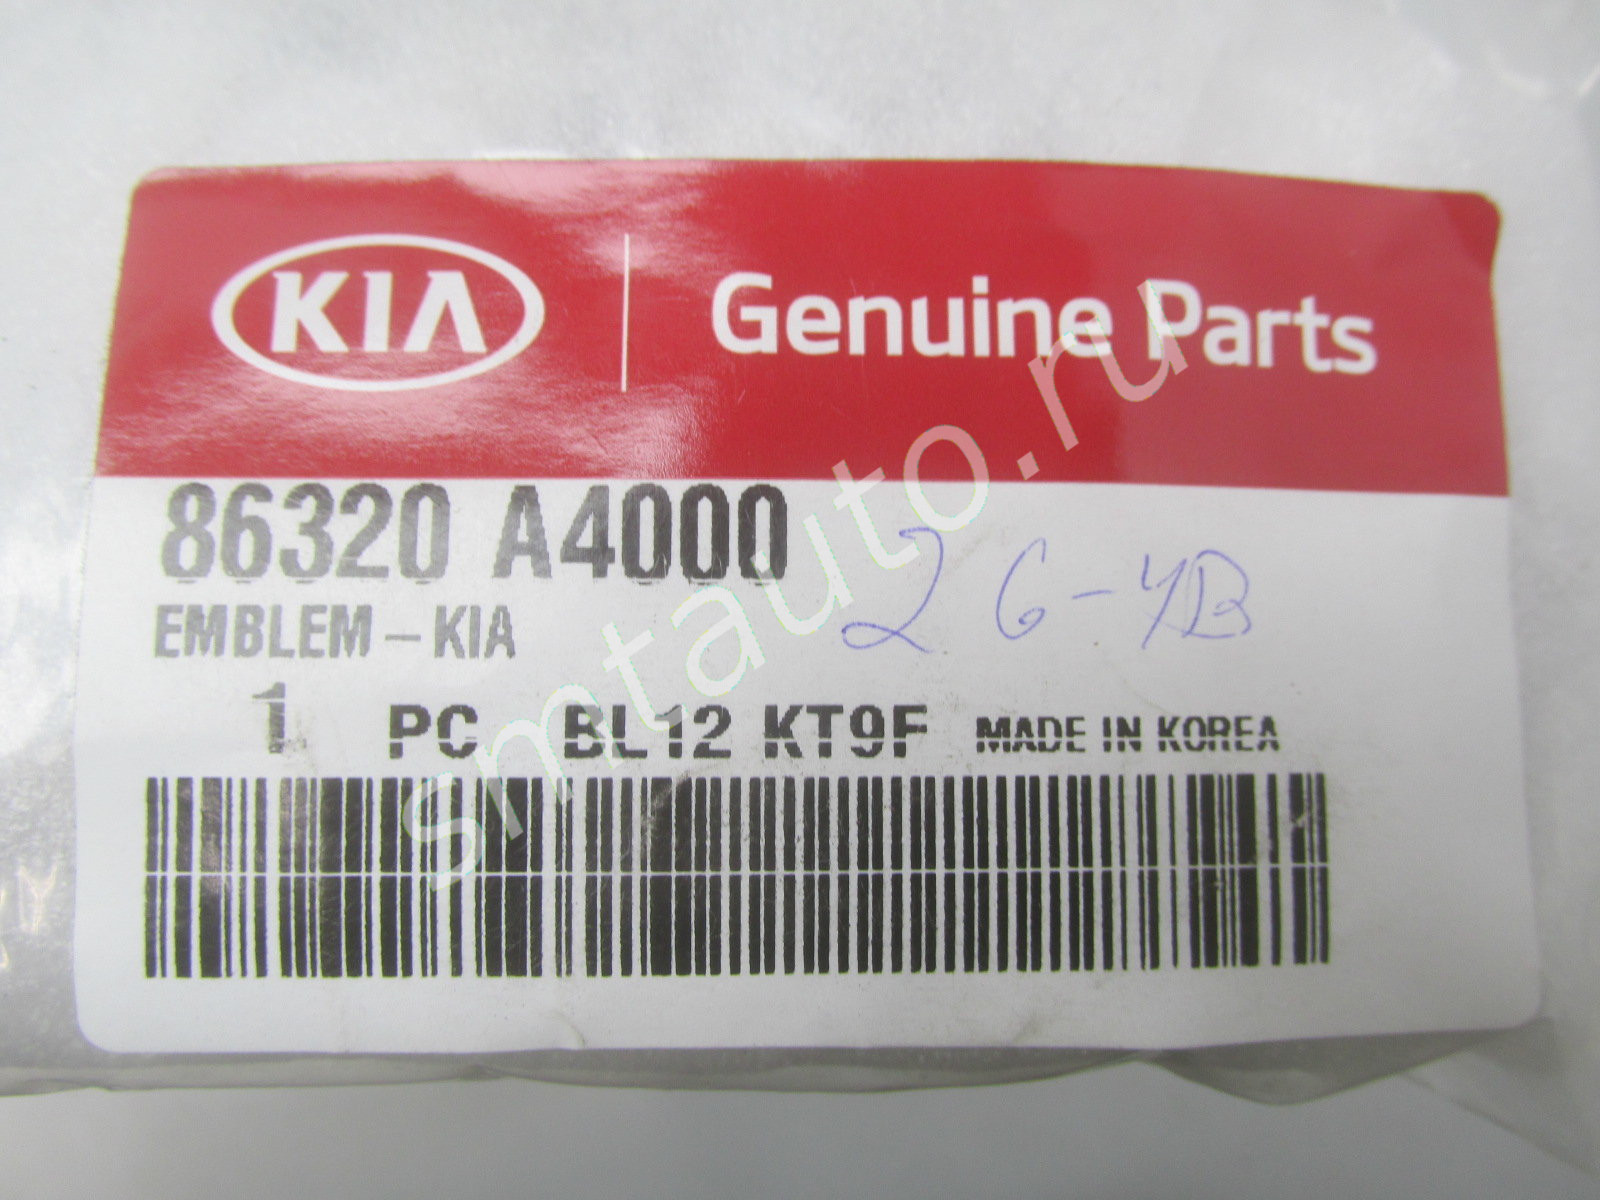 KIA Genuine Parts
86320 A4000
EMBLEM-KIA
1 PC BL12 KT9F MADE IN KOREA
smtauto.ru